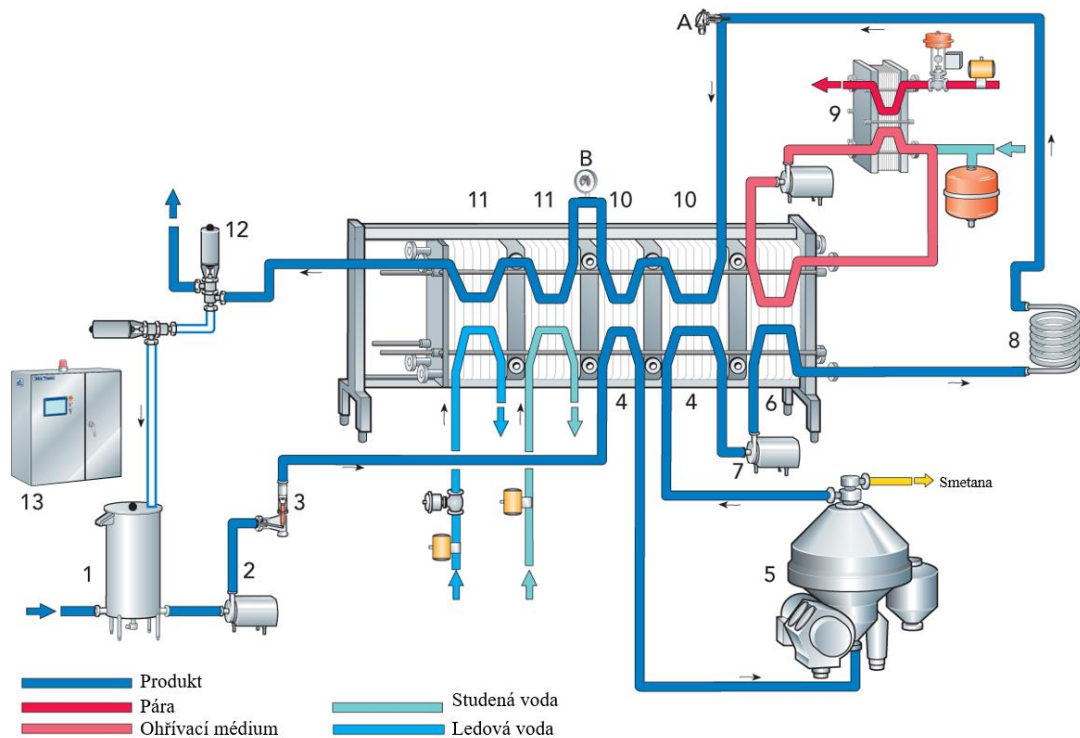 A
9
B
11 11 10 10
12
8
4 4 6
7
13
3
Smetana
1
2
5
Produkt
Pára
Ohřívací médium
Studená voda
Ledová voda